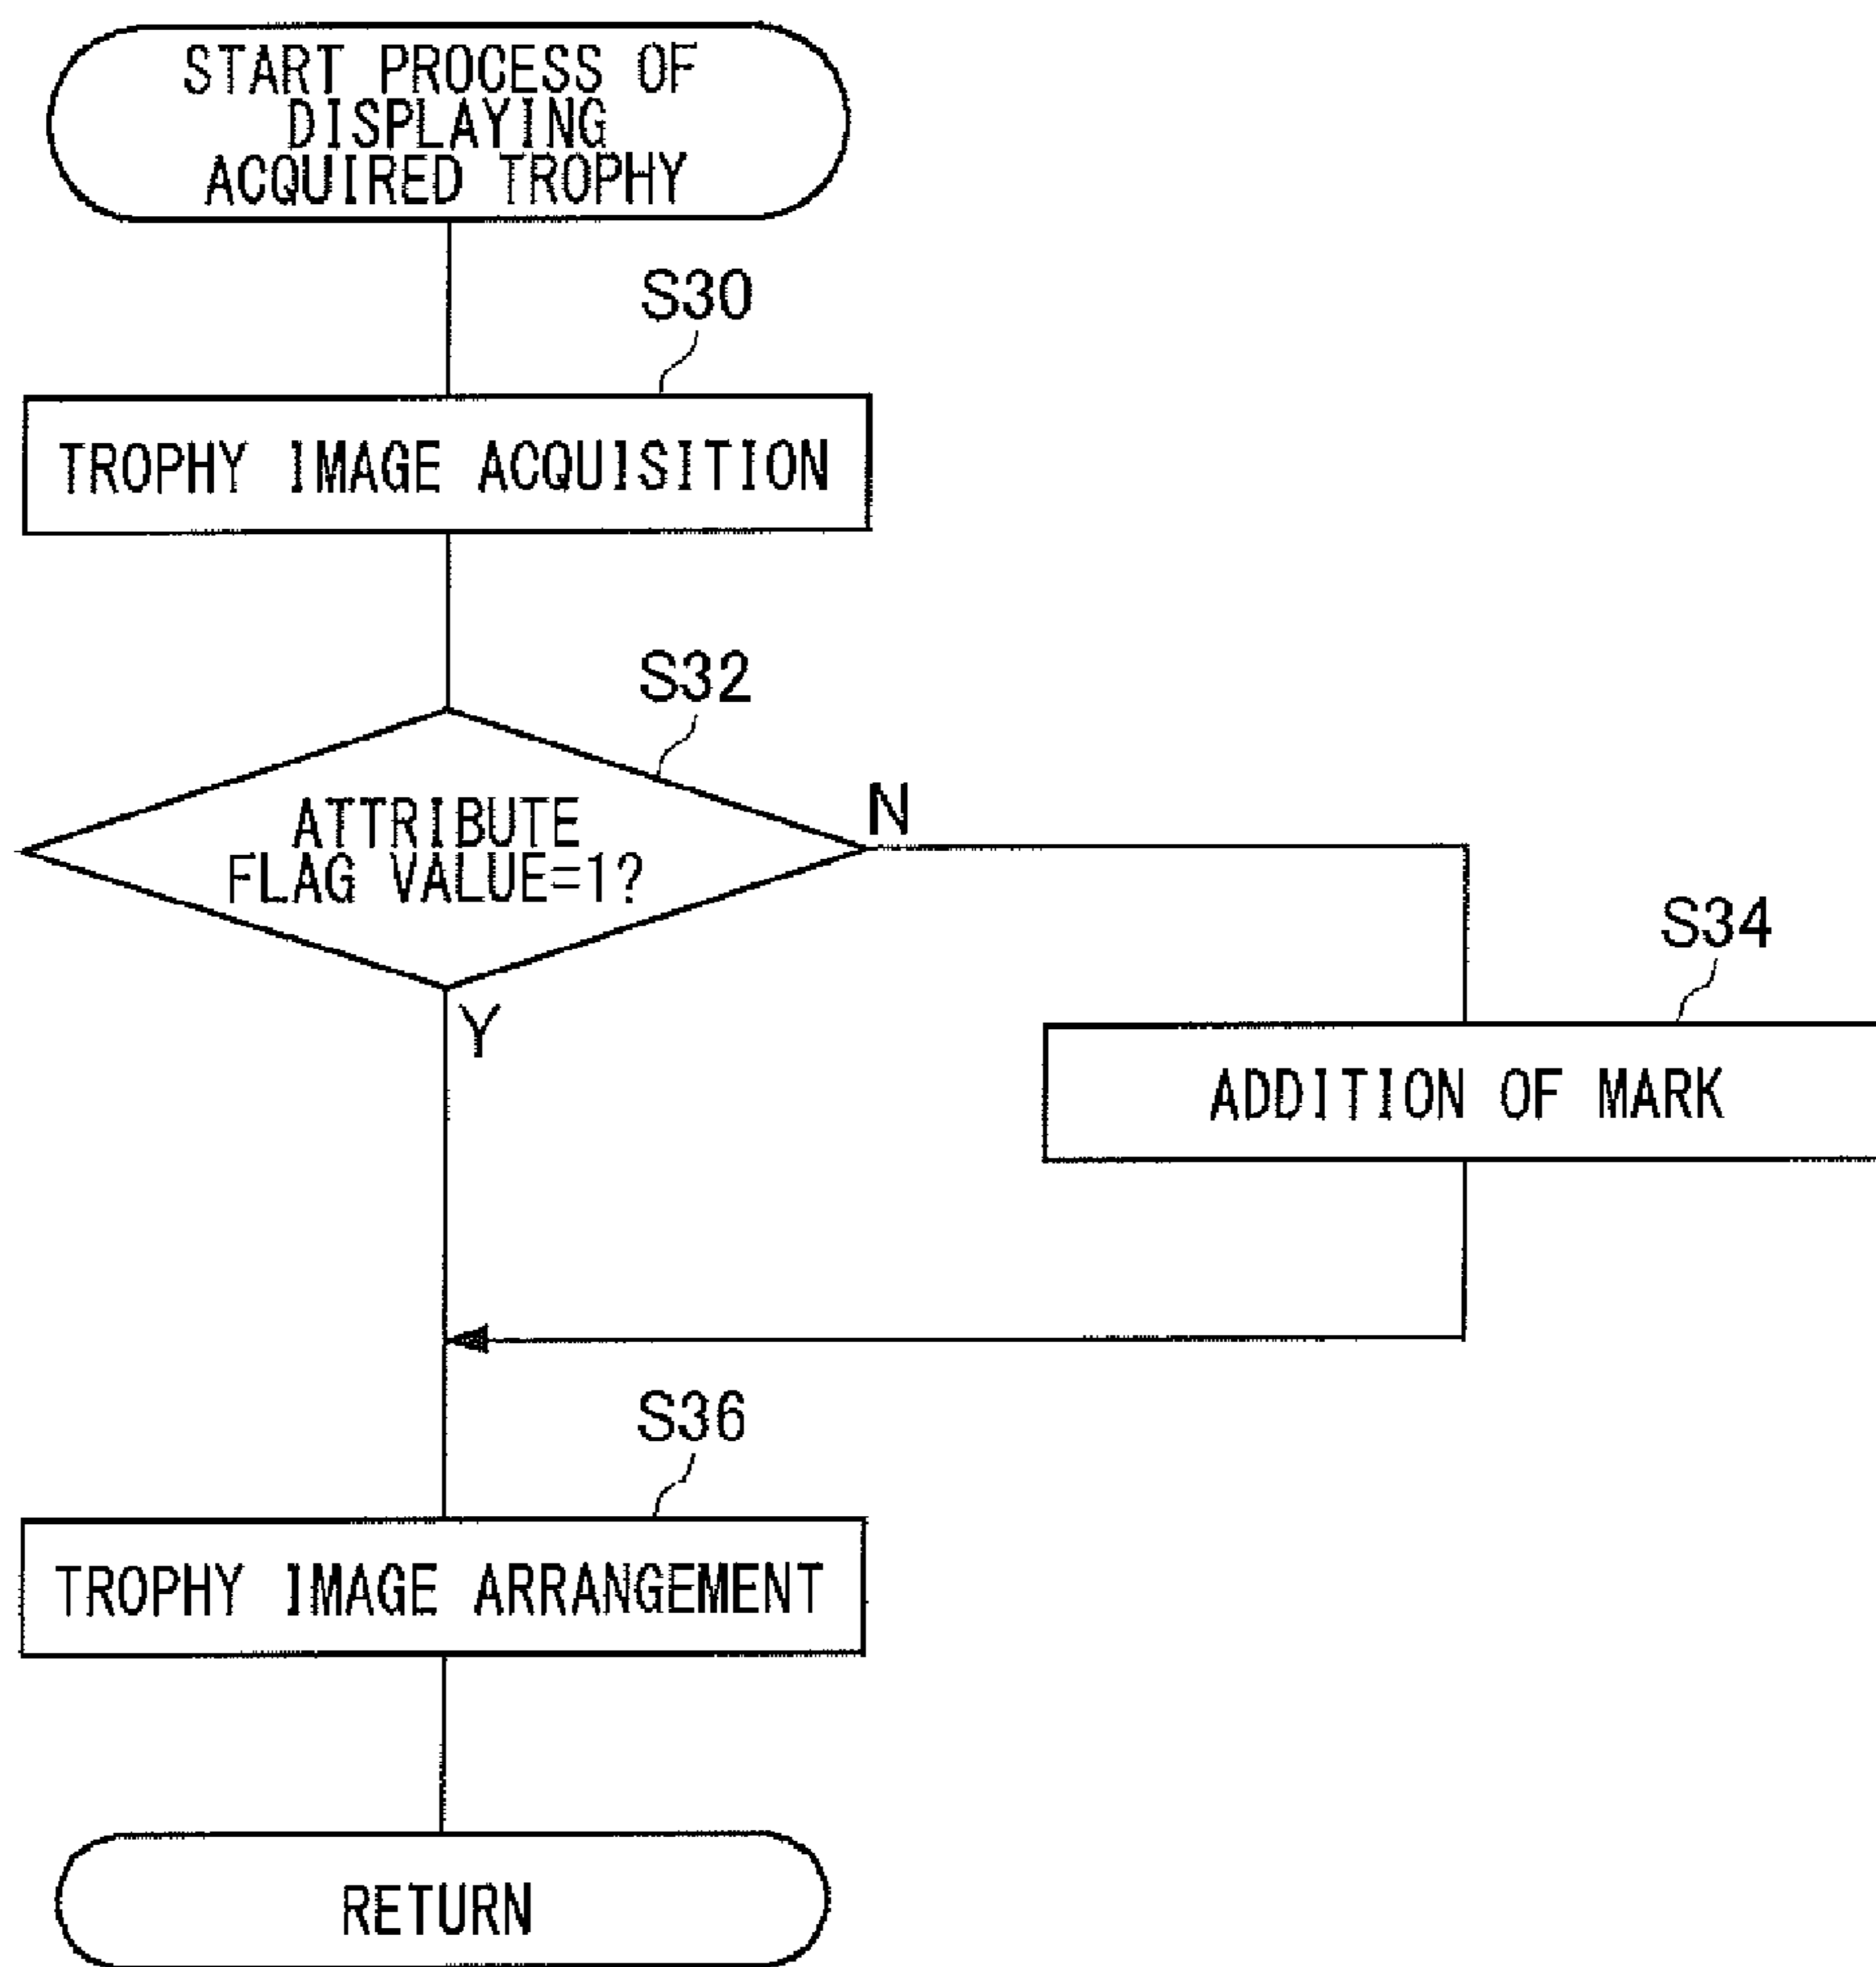 START PROCESS OF
DISPLAYING
ACQUIRED TROPHY
S30
TROPHY IMAGE ACQUISITION
S32
ATTRIBUTE
FLAG VALUE=1?
N
Y
S34
ADDITION OF MARK
S36
TROPHY IMAGE ARRANGEMENT
RETURN